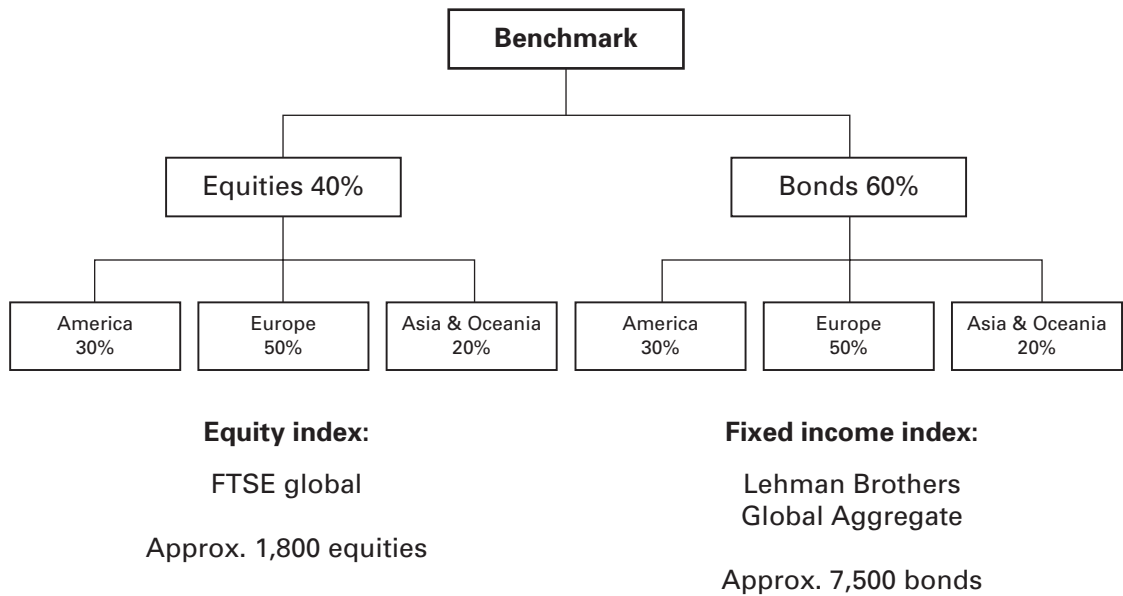 Benchmark
Equities 40%
Bonds 60%
America
30%
Europe
50%
Asia & Oceania
20%
America
30%
Europe
50%
Asia & Oceania
20%
Equity index:
FTSE global
Approx. 1,800 equities
Fixed income index:
Lehman Brothers
Global Aggregate
Approx. 7,500 bonds